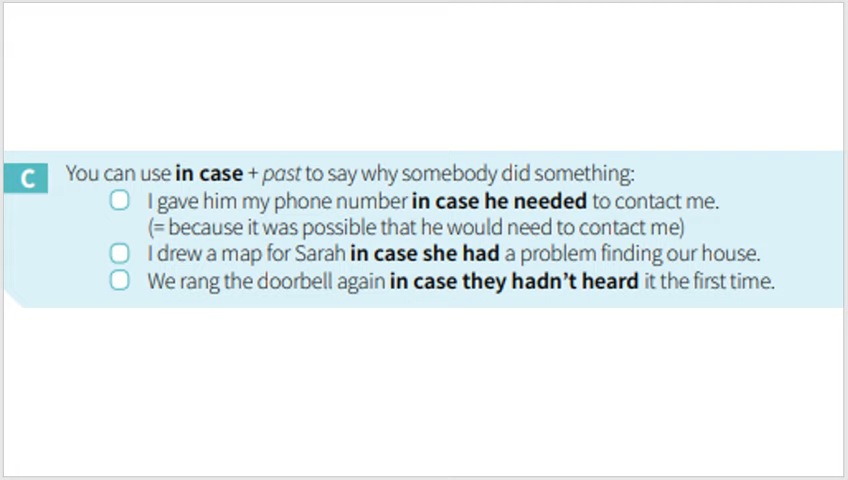 C
You can use in case + past to say why somebody did something:
I gave him my phone number in case he needed to contact me.
(= because it was possible that he would need to contact me)
I drew a map for Sarah in case she had a problem finding our house.
We rang the doorbell again in case they hadn’t heard it the first time.